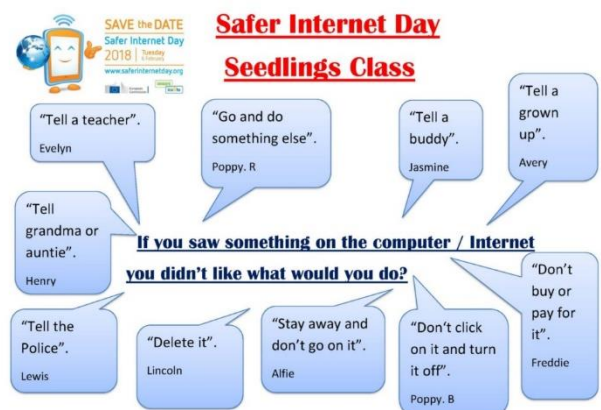 SAVE the DATE
Safer Internet Day
2018 | Tuesday
6 February
www.saferinternetday.org
Safer Internet Day
Seedlings Class
“Tell a teacher”.
Evelyn
“Go and do
something else”.
Poppy. R
“Tell a
buddy”.
Jasmine
“Tell a
grown
up”.
Avery
“Tell
grandma or
auntie”.
Henry
If you saw something on the computer / Internet
you didn’t like what would you do?
“Don’t
buy or
pay for
it”.
Freddie
“Tell the
Police”.
Lewis
“Delete it”.
Lincoln
“Stay away and
don’t go on it”.
Alfie
“Don’t click
on it and turn
it off”.
Poppy. B